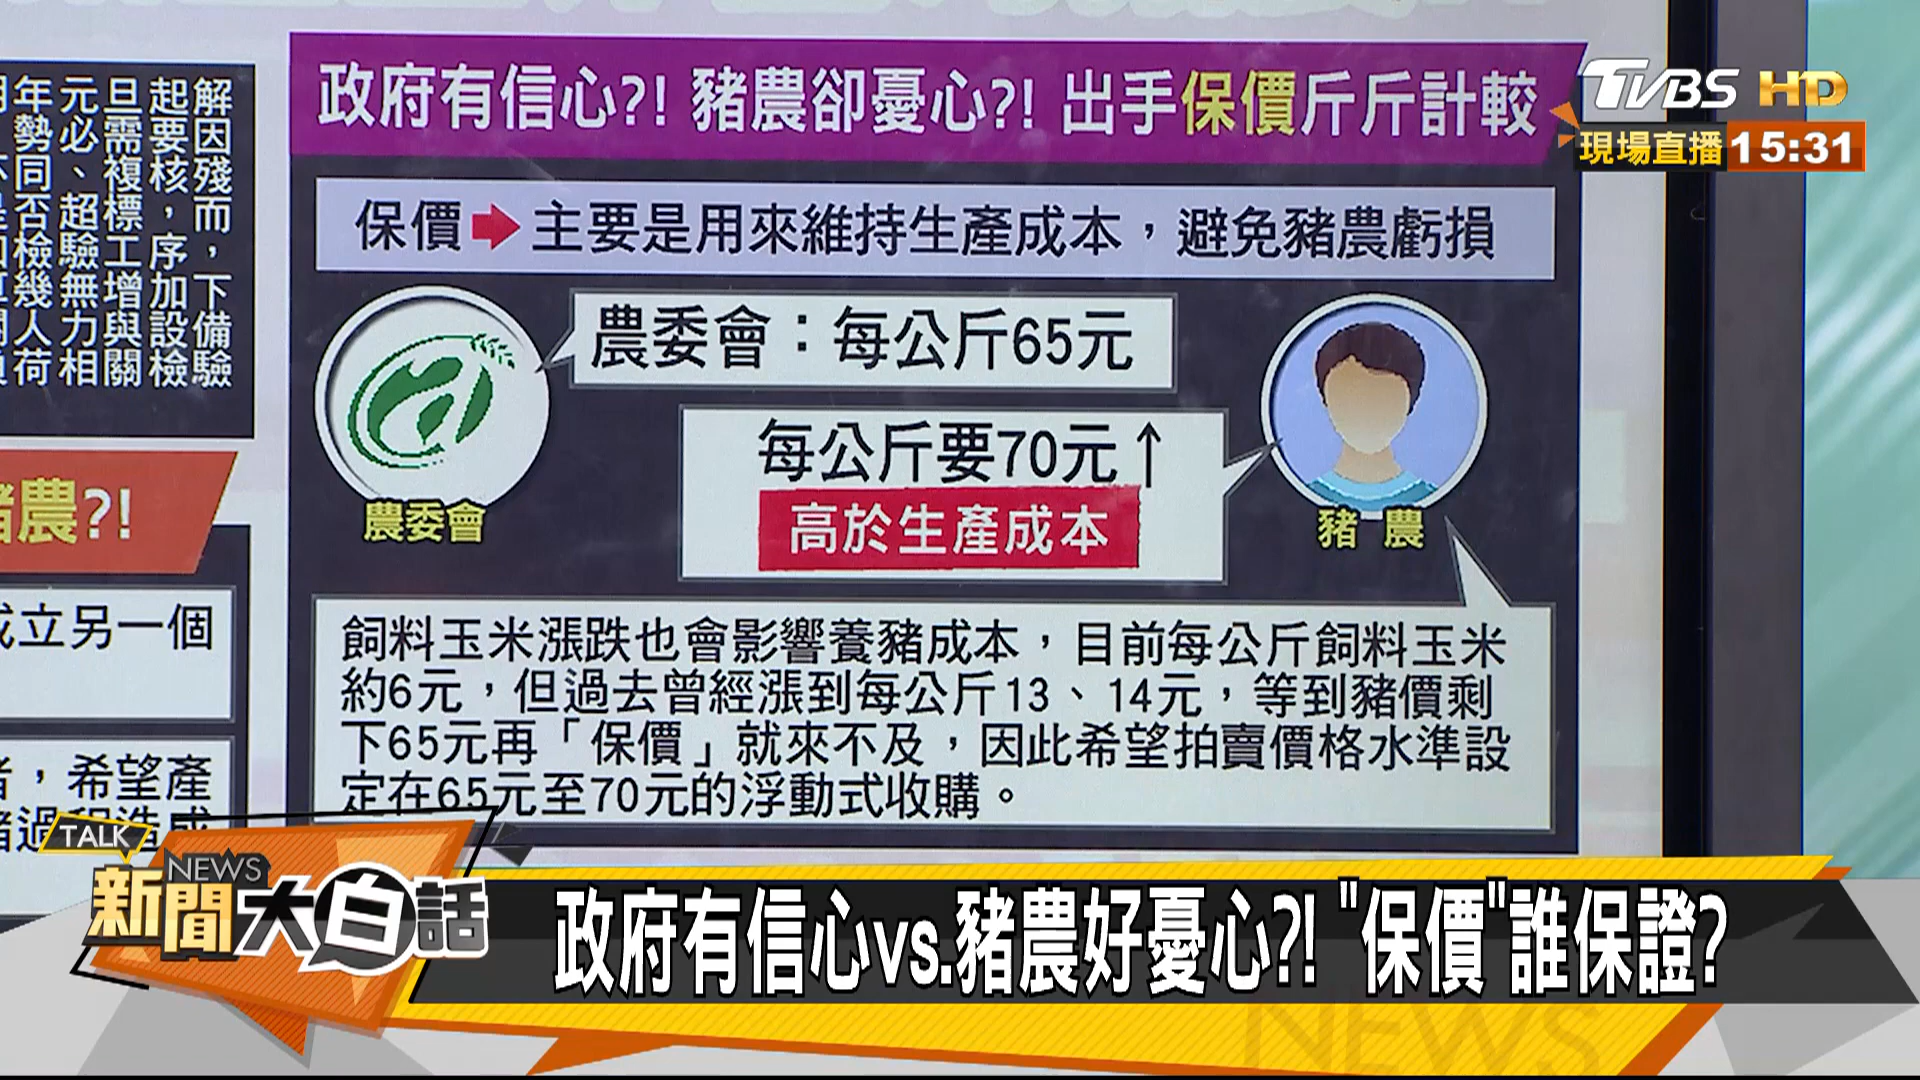 政府有信心?! 豬農卻憂心?! 出手保價斤斤計較
TVBS HD
現場直播 15:31
保價➡主要是用來維持生產成本，避免豬農虧損
農委會：每公斤65元
農委會
每公斤要70元↑
高於生產成本
豬 農
飼料玉米漲跌也會影響養豬成本，目前每公斤飼料玉米
約6元，但過去曾經漲到每公斤13、14元，等到豬價剩
下65元再「保價」就來不及，因此希望拍賣價格水準設
定在65元至70元的浮動式收購。
解因殘而，下備驗
起要核，序加設檢
旦需複標工增與關
元必、超驗無力相
年勢同否檢幾人荷
豬農?!
成立另一個
，希望產
TALK
NEWS
新聞大白話
政府有信心vs.豬農好憂心?! "保價"誰保證?
NEWS